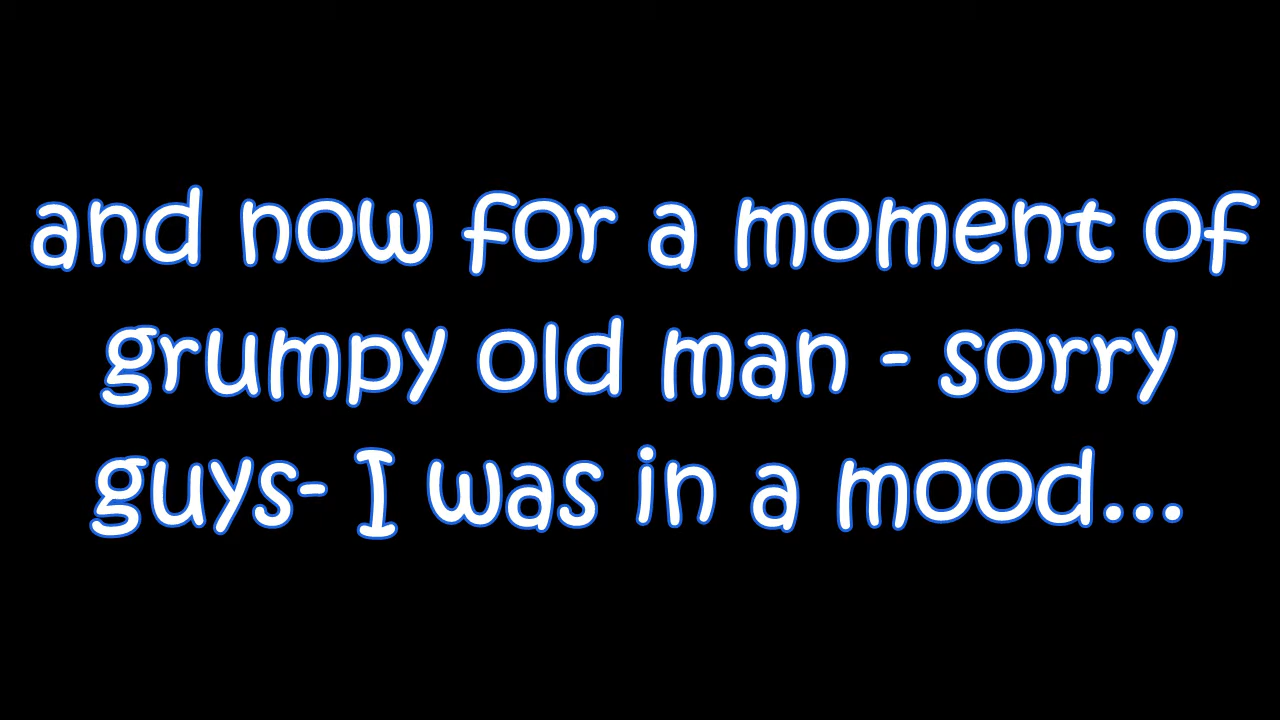 and now for a moment of
grumpy old man - sorry
guys- I was in a mood...